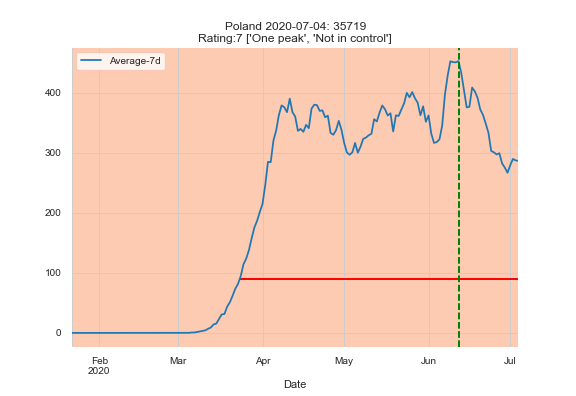 Poland 2020-07-04: 35719
Rating:7 ['One peak', 'Not in control']
Average-7d
400
300
200
100
0
Feb
2020
Mar
Apr
May
Jun
Jul
Date